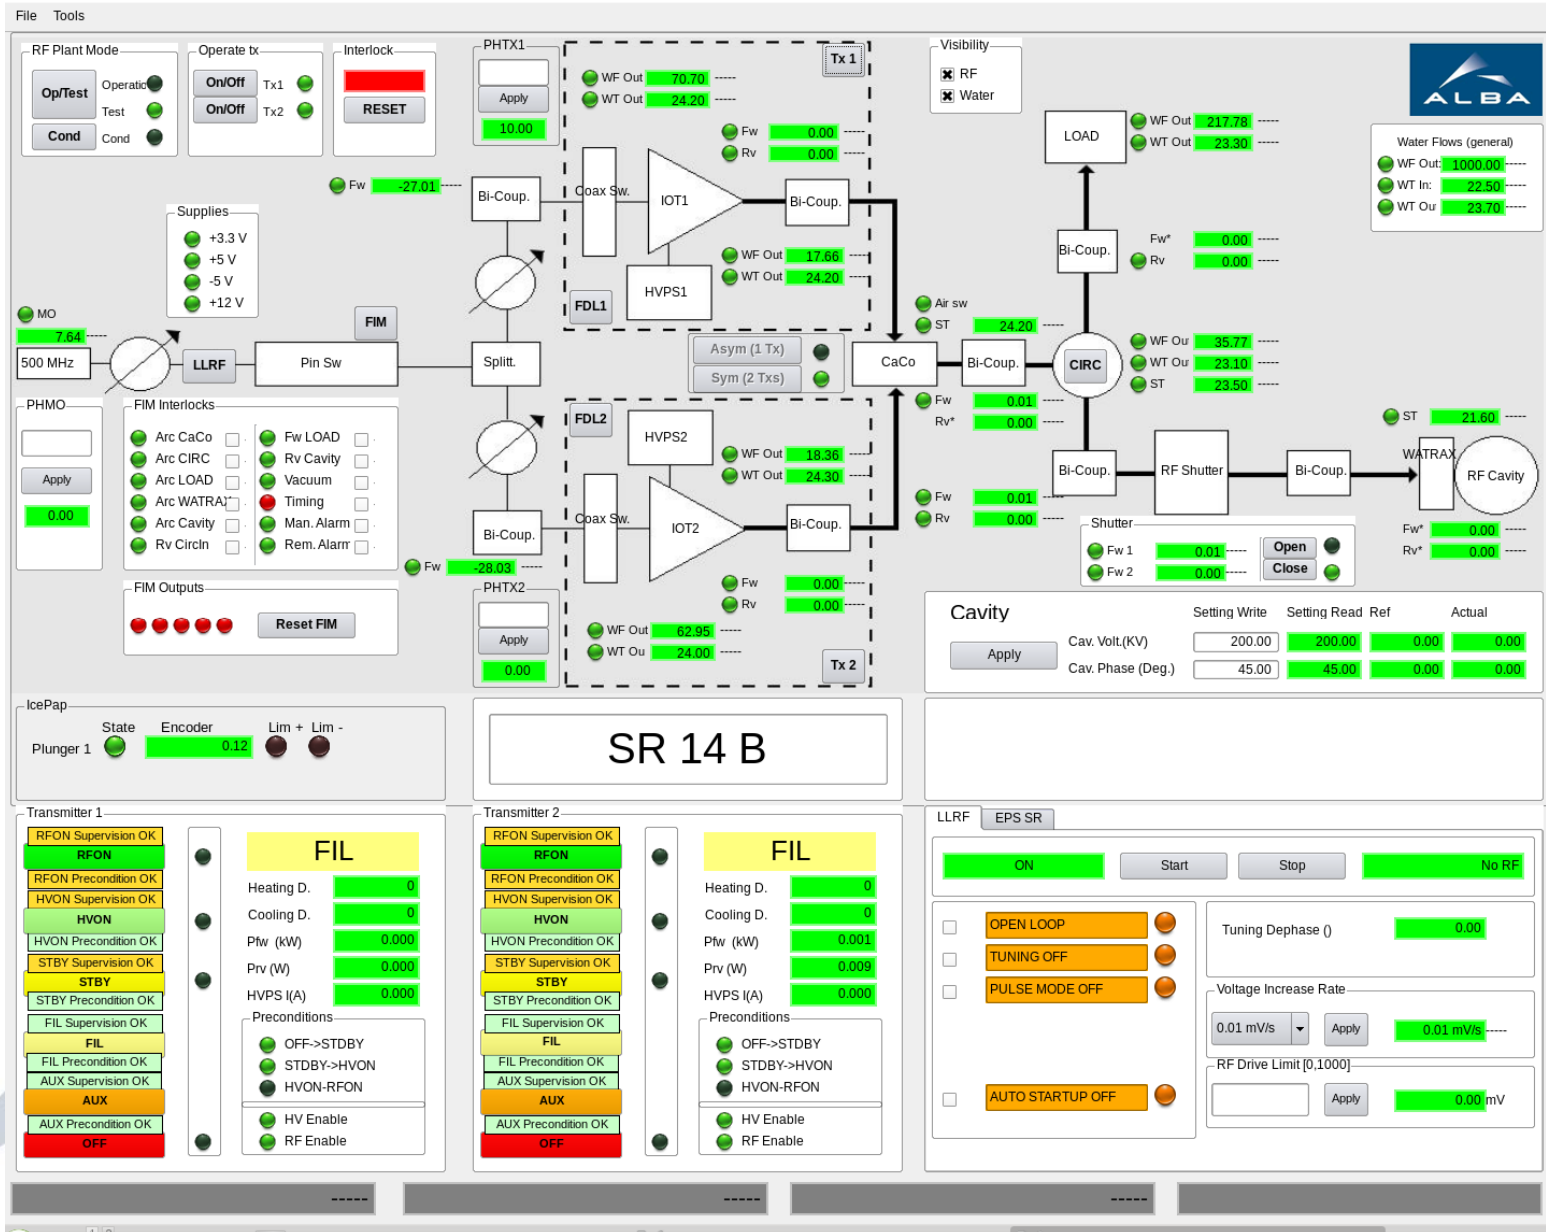 File Tools
RF Plant Mode
Op/Test
Operatio
Test
Cond
Cond
Operate tx
On/Off Tx1
On/Off Tx2
Interlock
RESET
PHTX1
Apply
10.00
Tx 1
WF Out 70.70 -----
WT Out 24.20 -----
Fw 0.00 -----
Rv 0.00 -----
Visibility
RF
Water
ALBA
LOAD
WF Out 217.78 -----
WT Out 23.30 -----
Water Flows (general)
WF Out: 1000.00 -----
WT In: 22.50 -----
WT Ou 23.70 -----
Fw -27.01 -----
Bi-Coup.
Coax Sw.
IOT1
Bi-Coup.
Supplies
+3.3 V
+5 V
-5 V
+12 V
WF Out 17.66 -----
WT Out 24.20 -----
HVPS1
FDL1
Bi-Coup.
Fw* 0.00 -----
Rv 0.00 -----
MO
7.64 -----
500 MHz
LLRF
FIM
Pin Sw
Splitt.
Asym (1 Tx)
Sym (2 Txs)
Air sw
ST 24.20 -----
CaCo
Bi-Coup.
CIRC
WF Ou 35.77 -----
WT Ou 23.10 -----
ST 23.50 -----
Fw 0.01 -----
Rv* 0.00 -----
PHMO
Apply
0.00
FIM Interlocks
Arc CaCo
Arc CIRC
Arc LOAD
Arc WATRAX
Arc Cavity
Rv CircIn
Fw LOAD
Rv Cavity
Vacuum
Timing
Man. Alarm
Rem. Alarm
FDL2
HVPS2
WF Out 18.36 -----
WT Out 24.30 -----
Coax Sw.
IOT2
Bi-Coup.
Bi-Coup.
Fw -28.03 -----
Fw 0.01 -----
Rv 0.00 -----
Bi-Coup.
RF Shutter
Bi-Coup.
ST 21.60 -----
WATRAX
RF Cavity
Fw* 0.00 -----
Rv* 0.00 -----
Shutter
Fw 1 0.01 -----
Fw 2 0.00 -----
Open
Close
FIM Outputs
Reset FIM
PHTX2
Apply
0.00
Fw 0.00 -----
Rv 0.00 -----
WF Out 62.95 -----
WT Ou 24.00 -----
Tx 2
Cavity
Apply
Setting Write Setting Read Ref Actual
Cav. Volt.(KV) 200.00 200.00 0.00 0.00
Cav. Phase (Deg.) 45.00 45.00 0.00 0.00
IcePap
State Encoder Lim + Lim -
Plunger 1 0.12
SR 14 B
Transmitter 1
RFON Supervision OK
RFON
RFON Precondition OK
HVON Supervision OK
HVON
HVON Precondition OK
STBY Supervision OK
STBY
STBY Precondition OK
FIL Supervision OK
FIL
FIL Precondition OK
AUX Supervision OK
AUX
AUX Precondition OK
OFF
FIL
Heating D. 0
Cooling D. 0
Pfw (kW) 0.000
Prv (W) 0.000
HVPS I(A) 0.000
Preconditions
OFF->STDBY
STDBY->HVON
HVON-RFON
HV Enable
RF Enable
Transmitter 2
RFON Supervision OK
RFON
RFON Precondition OK
HVON Supervision OK
HVON
HVON Precondition OK
STBY Supervision OK
STBY
STBY Precondition OK
FIL Supervision OK
FIL
FIL Precondition OK
AUX Supervision OK
AUX
AUX Precondition OK
OFF
FIL
Heating D. 0
Cooling D. 0
Pfw (kW) 0.001
Prv (W) 0.009
HVPS I(A) 0.000
Preconditions
OFF->STDBY
STDBY->HVON
HVON-RFON
HV Enable
RF Enable
LLRF EPS SR
ON Start Stop No RF
OPEN LOOP
TUNING OFF
PULSE MODE OFF
AUTO STARTUP OFF
Tuning Dephase () 0.00
Voltage Increase Rate
0.01 mV/s Apply 0.01 mV/s -----
RF Drive Limit [0,1000]
Apply 0.00 mV
----- ----- -----